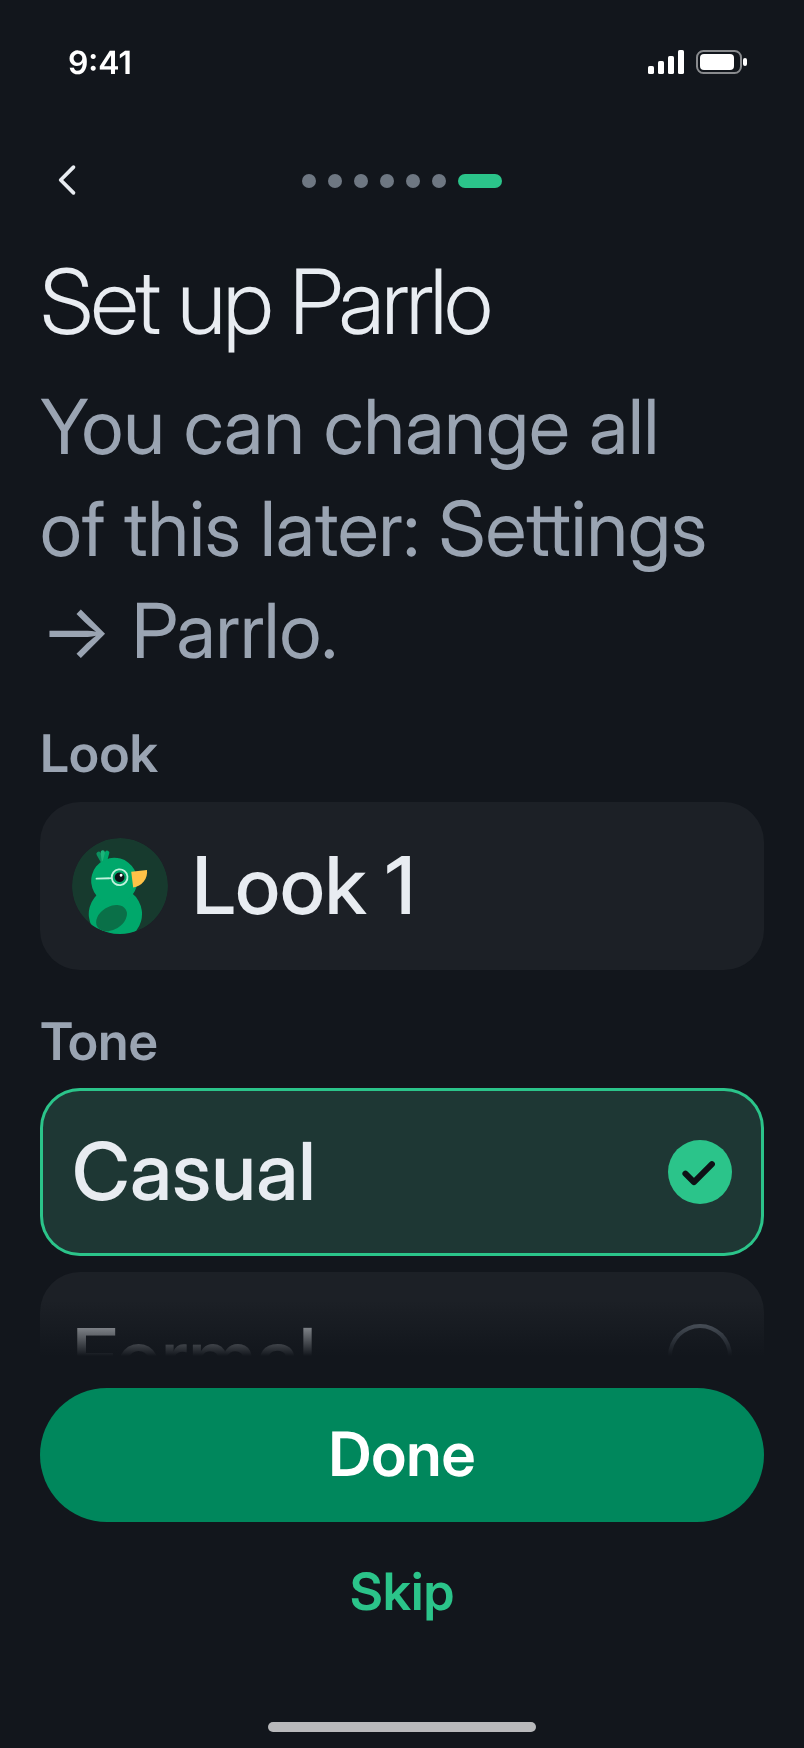 9:41
Set up Parrlo
You can change all
of this later: Settings
→ Parrlo.
Look
Look 1
Tone
Casual
Formal
Done
Skip